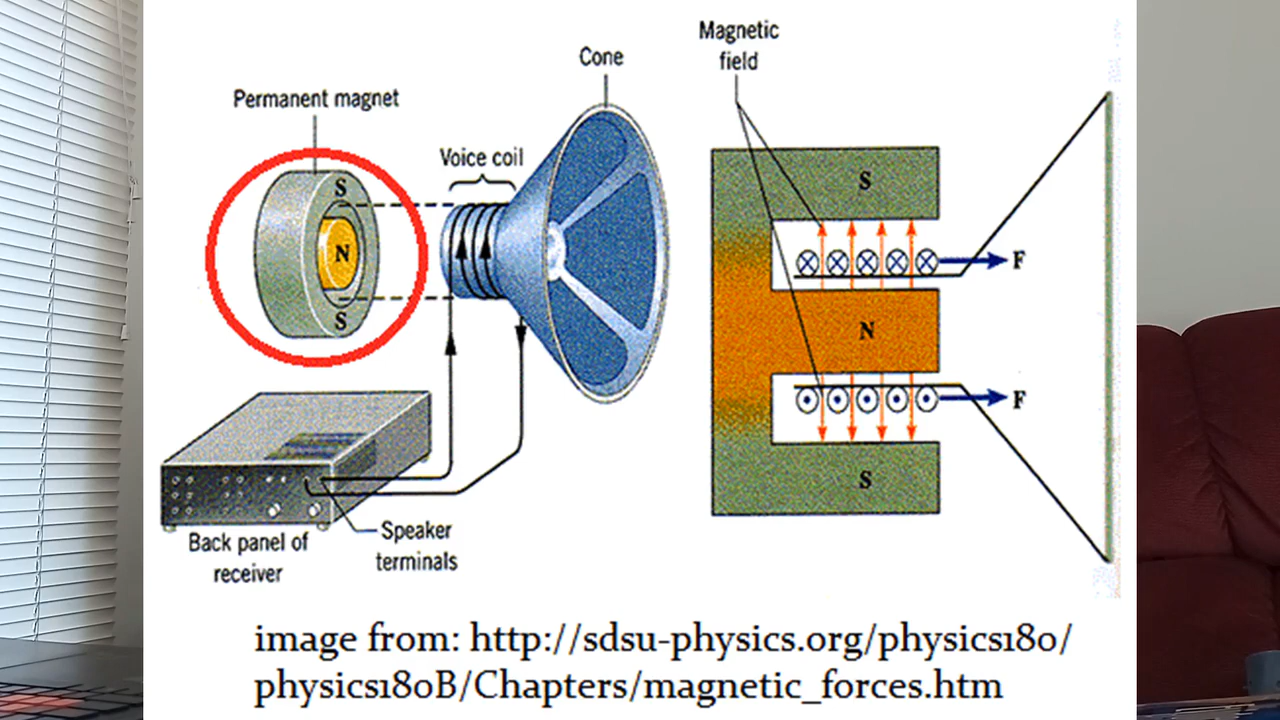 Permanent magnet
S
N
S
Voice coil
Cone
Back panel of
receiver
Speaker
terminals
Magnetic
field
S
F
N
F
S
image from: http://sdsu-physics.org/physics180/
physics180B/Chapters/magnetic_forces.htm